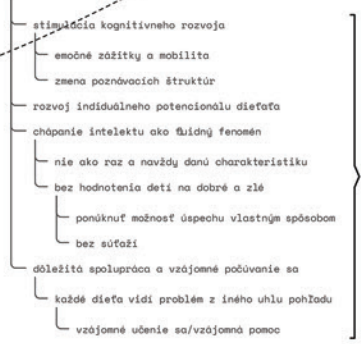 stimulácia kognitívneho rozvoja
emočné zážitky a mobilita
zmena poznávacích štruktúr
rozvoj indiduálneho potencionálu dieťaťa
chápanie intelektu ako fluidný fenomén
nie ako raz a navždy danú charakteristiku
bez hodnotenia detí na dobré a zlé
ponúknuť možnosť úspechu vlastným spôsobom
bez súťaží
dôležitá spolupráca a vzájomné počúvanie sa
každé dieťa vidí problém z iného uhlu pohľadu
vzájomné učenie sa/vzájomná pomoc